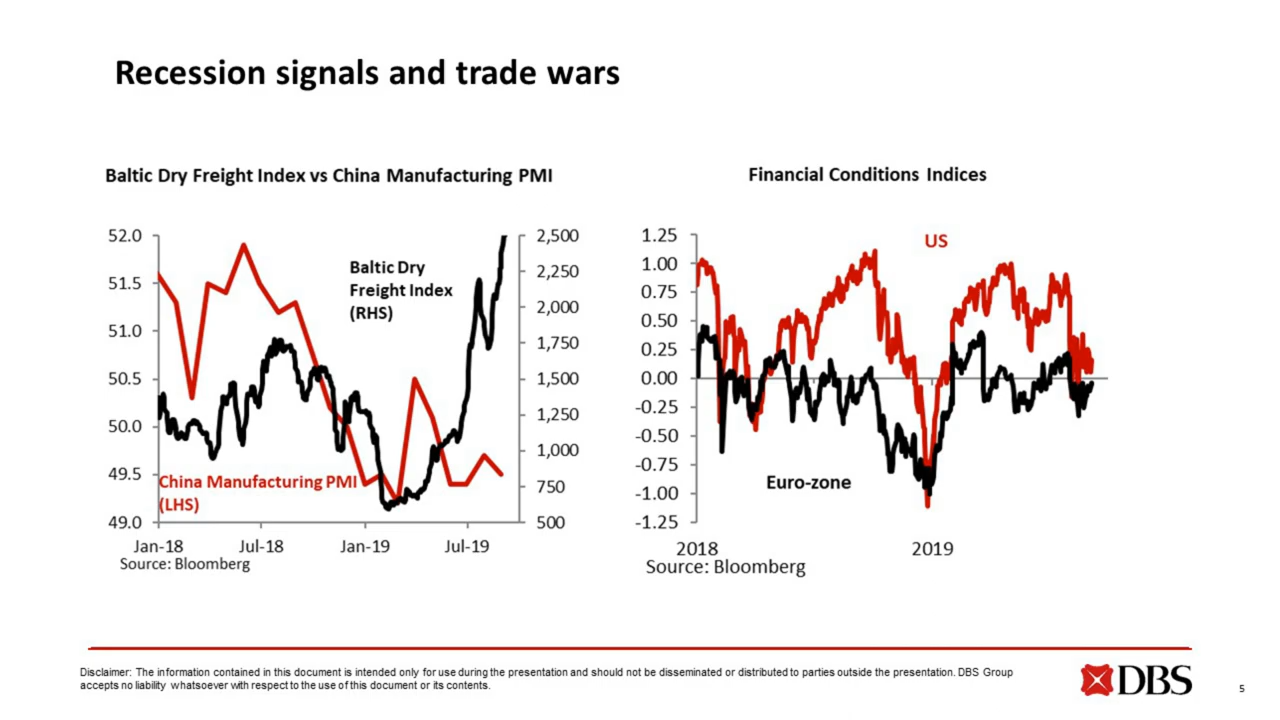 Recession signals and trade wars
Baltic Dry Freight Index vs China Manufacturing PMI
52.0
51.5
51.0
50.5
50.0
49.5
49.0
2,500
2,250
2,000
1,750
1,500
1,250
1,000
750
500
Baltic Dry
Freight Index
(RHS)
China Manufacturing PMI
(LHS)
Jan-18
Jul-18
Jan-19
Jul-19
Source: Bloomberg
Financial Conditions Indices
1.25
1.00
0.75
0.50
0.25
0.00
-0.25
-0.50
-0.75
-1.00
-1.25
US
Euro-zone
2018
2019
Source: Bloomberg
Disclaimer: The information contained in this document is intended only for use during the presentation and should not be disseminated or distributed to parties outside the presentation. DBS Group
accepts no liability whatsoever with respect to the use of this document or its contents.
DBS
5